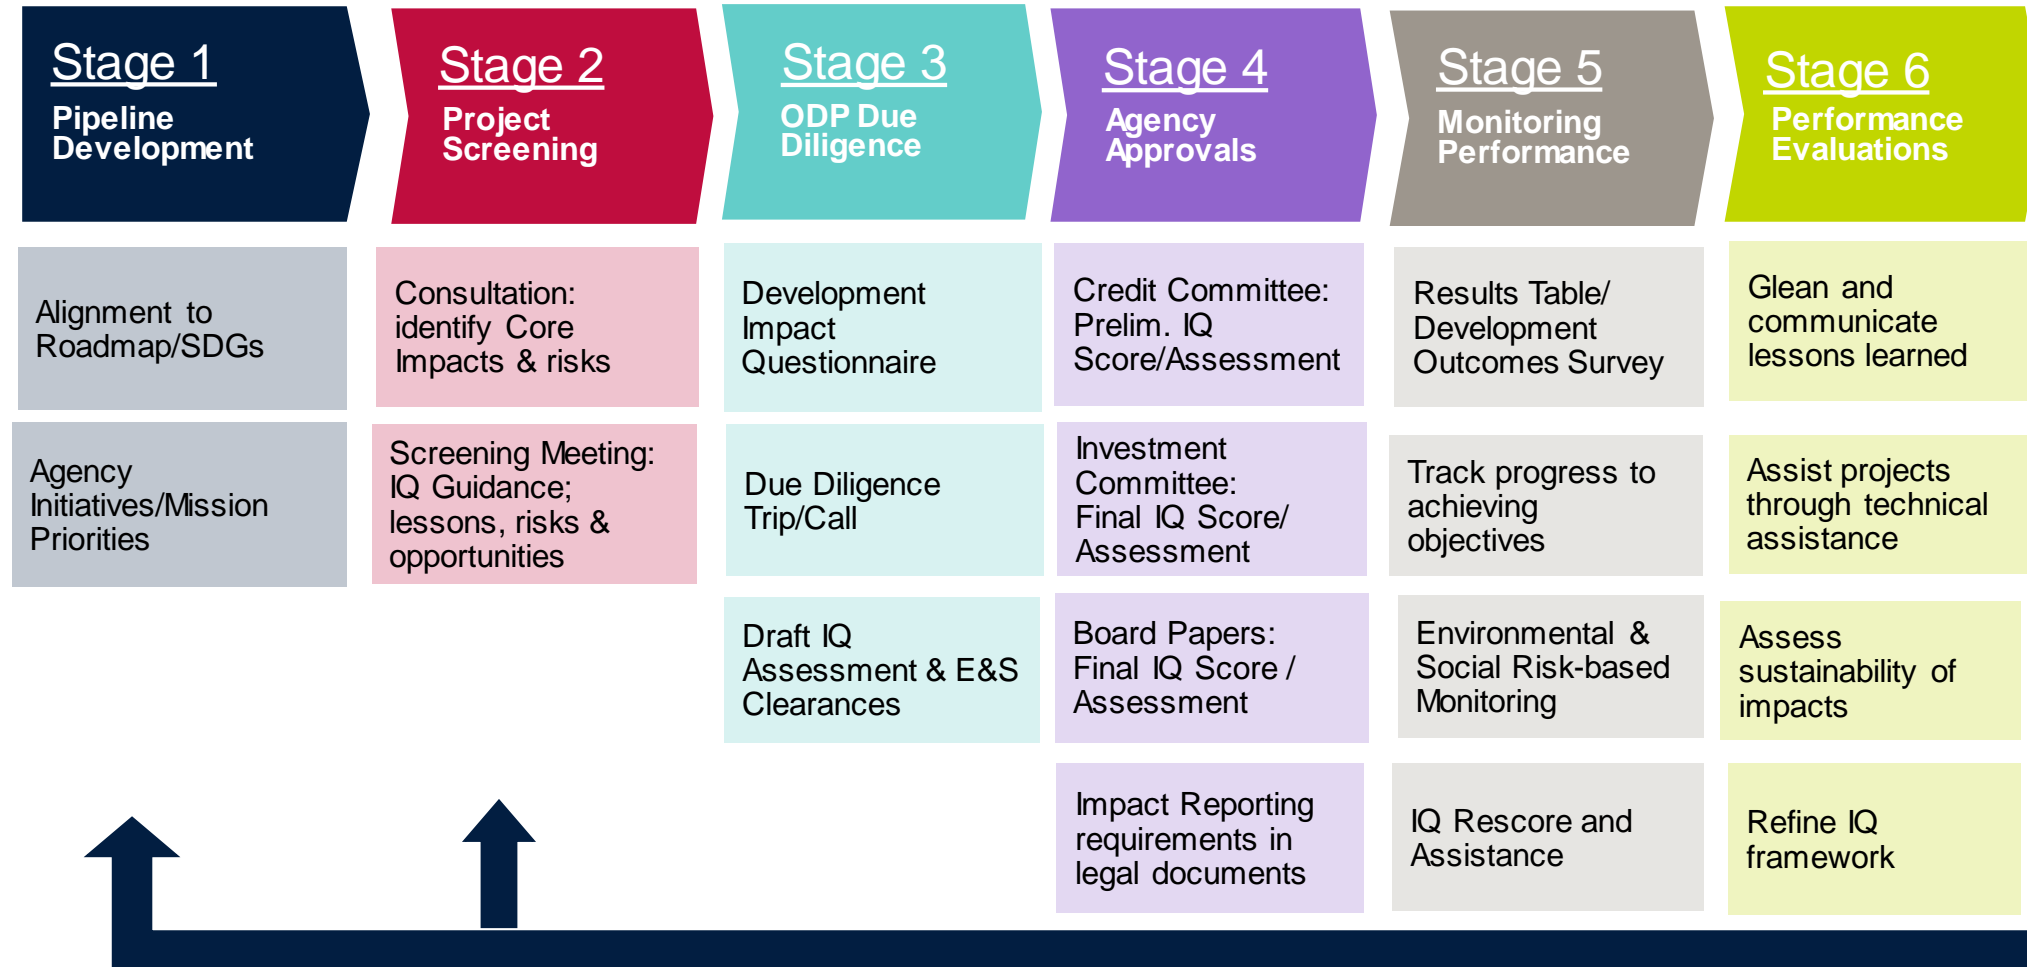 Stage 1
Pipeline
Development
Stage 2
Project
Screening
Stage 3
ODP Due
Diligence
Stage 4
Agency
Approvals
Stage 5
Monitoring
Performance
Stage 6
Performance
Evaluations
Alignment to
Roadmap/SDGs
Agency
Initiatives/Mission
Priorities
Consultation:
identify Core
Impacts & risks
Screening Meeting:
IQ Guidance;
lessons, risks &
opportunities
Development
Impact
Questionnaire
Due Diligence
Trip/Call
Draft IQ
Assessment & E&S
Clearances
Credit Committee:
Prelim. IQ
Score/Assessment
Investment
Committee:
Final IQ Score/
Assessment
Board Papers:
Final IQ Score /
Assessment
Impact Reporting
requirements in
legal documents
Results Table/
Development
Outcomes Survey
Track progress to
achieving
objectives
Environmental &
Social Risk-based
Monitoring
IQ Rescore and
Assistance
Glean and
communicate
lessons learned
Assist projects
through technical
assistance
Assess
sustainability of
impacts
Refine IQ
framework